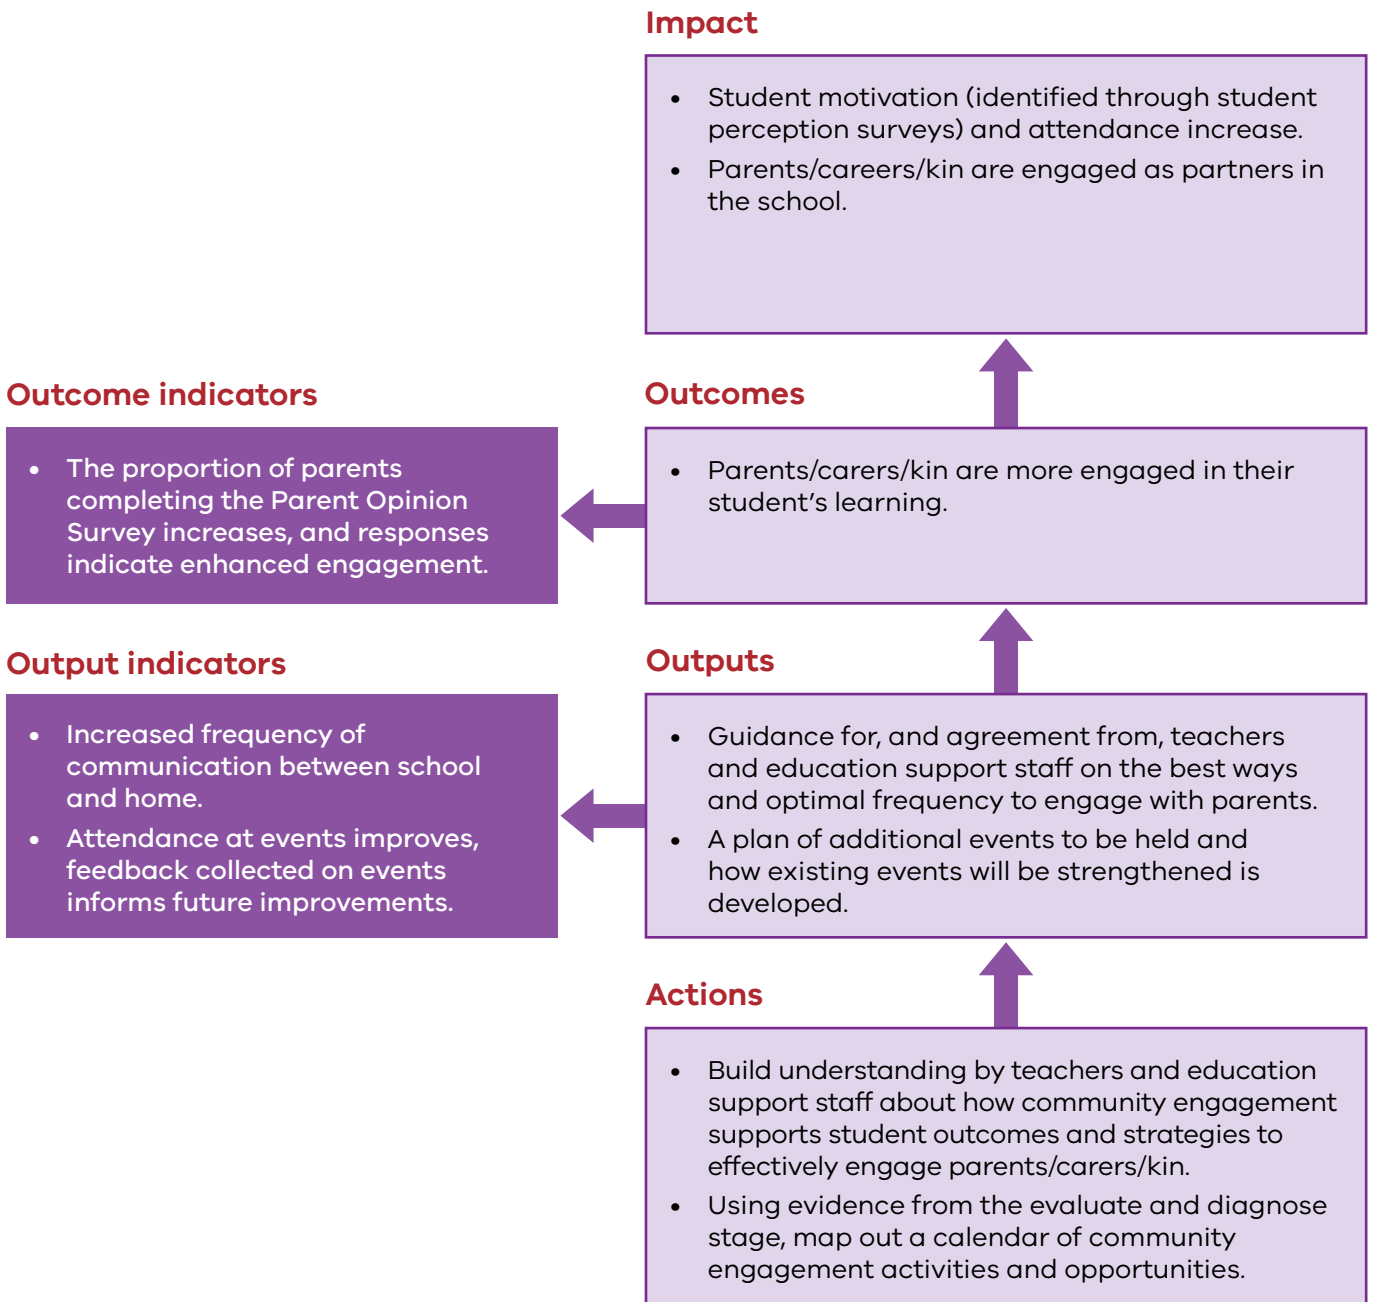 Impact
• Student motivation (identified through student
perception surveys) and attendance increase.
• Parents/careers/kin are engaged as partners in
the school.
Outcome indicators
• The proportion of parents
completing the Parent Opinion
Survey increases, and responses
indicate enhanced engagement.
Outcomes
• Parents/carers/kin are more engaged in their
student’s learning.
Output indicators
• Increased frequency of
communication between school
and home.
• Attendance at events improves,
feedback collected on events
informs future improvements.
Outputs
• Guidance for, and agreement from, teachers
and education support staff on the best ways
and optimal frequency to engage with parents.
• A plan of additional events to be held and
how existing events will be strengthened is
developed.
Actions
• Build understanding by teachers and education
support staff about how community engagement
supports student outcomes and strategies to
effectively engage parents/carers/kin.
• Using evidence from the evaluate and diagnose
stage, map out a calendar of community
engagement activities and opportunities.